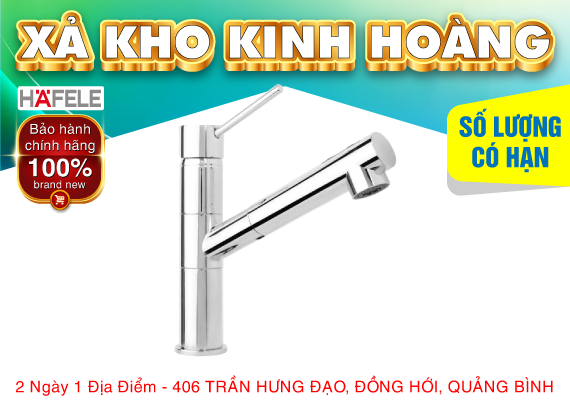 XẢ KHO KINH HOÀNG
HÄFELE
Bảo hành
chính hãng
100%
brand new
SỐ LƯỢNG
CÓ HẠN
2 Ngày 1 Địa Điểm - 406 TRẦN HƯNG ĐẠO, ĐỒNG HỚI, QUẢNG BÌNH